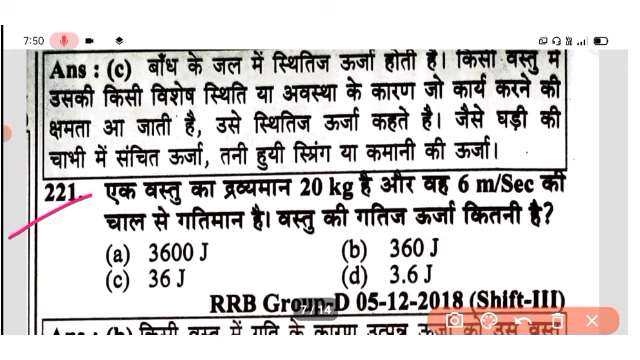 7:50
Ans : (c) बाँध के जल में स्थितिज ऊर्जा होती है। किसी वस्तु में
उसकी किसी विशेष स्थिति या अवस्था के कारण जो कार्य करने की
क्षमता आ जाती है, उसे स्थितिज ऊर्जा कहते हैं। जैसे घड़ी की
चाभी में संचित ऊर्जा, तनी हुयी स्प्रिंग या कमानी की ऊर्जा।
221. एक वस्तु का द्रव्यमान 20 kg है और वह 6 m/Sec की
चाल से गतिमान है। वस्तु की गतिज ऊर्जा कितनी है?
(a) 3600 J (b) 360 J
(c) 36 J (d) 3.6 J
RRB Group-D 05-12-2018 (Shift-III)
7 / 14
Ans : (b) किसी वस्तु में गति के कारण उत्पन्न ऊर्जा को उस वस्तु